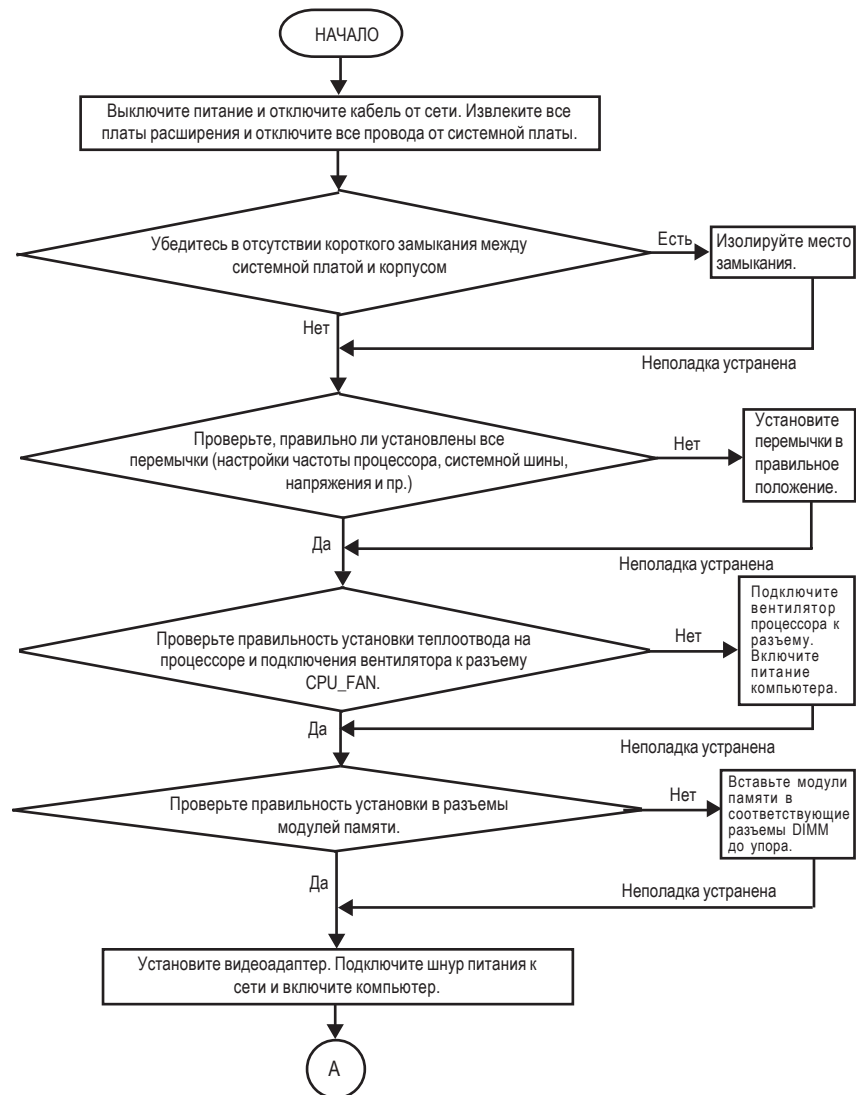 НАЧАЛО
Выключите питание и отключите кабель от сети. Извлеките все
платы расширения и отключите все провода от системной платы.
Убедитесь в отсутствии короткого замыкания между
системной платой и корпусом
Есть
Изолируйте место
замыкания.
Нет
Неполадка устранена
Проверьте, правильно ли установлены все
перемычки (настройки частоты процессора, системной шины,
напряжения и пр.)
Нет
Установите
перемычки в
правильное
положение.
Да
Неполадка устранена
Проверьте правильность установки теплоотвода на
процессоре и подключения вентилятора к разъему
CPU_FAN.
Нет
Подключите
вентилятор
процессора к
разъему.
Включите
питание
компьютера.
Да
Неполадка устранена
Проверьте правильность установки в разъемы
модулей памяти.
Нет
Вставьте модули
памяти в
соответствующие
разъемы DIMM
до упора.
Да
Неполадка устранена
Установите видеоадаптер. Подключите шнур питания к
сети и включите компьютер.
A